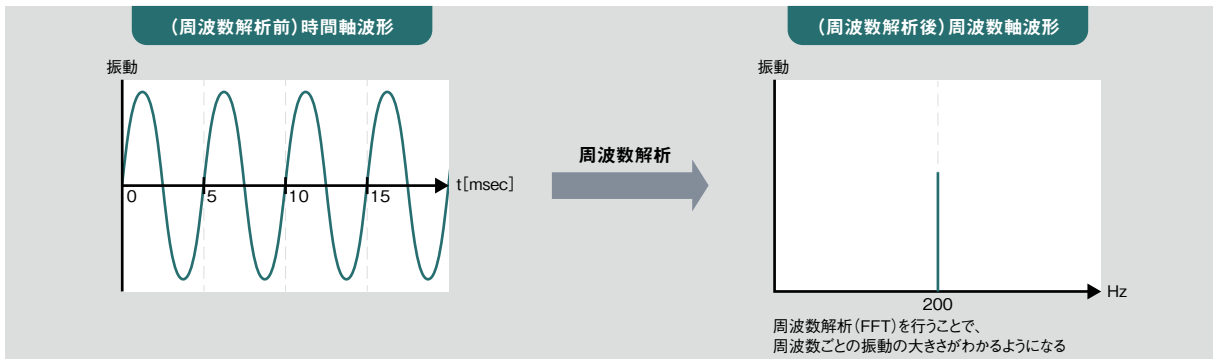 (周波数解析前)時間軸波形
振動
t[msec]
0
5
10
15
周波数解析
(周波数解析後)周波数軸波形
振動
Hz
200
周波数解析(FFT)を行うことで、
周波数ごとの振動の大きさがわかるようになる